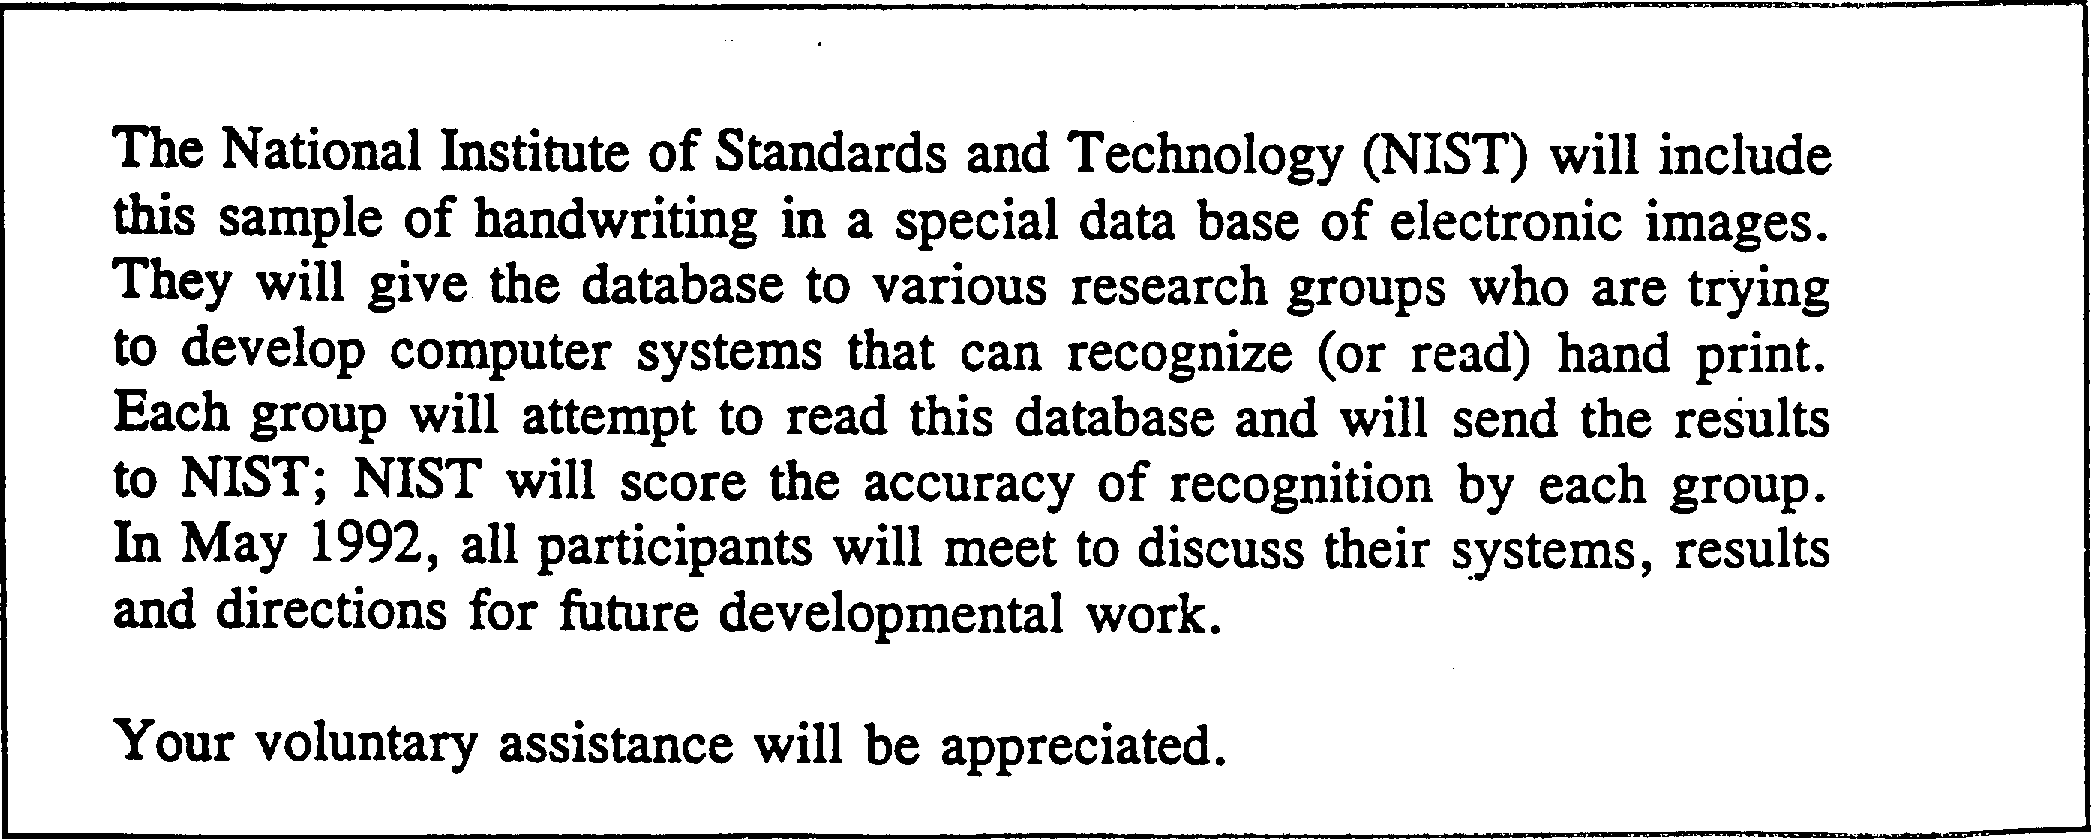 The National Institute of Standards and Technology (NIST) will include
this sample of handwriting in a special data base of electronic images.
They will give the database to various research groups who are trying
to develop computer systems that can recognize (or read) hand print.
Each group will attempt to read this database and will send the results
to NIST; NIST will score the accuracy of recognition by each group.
In May 1992, all participants will meet to discuss their systems, results
and directions for future developmental work.
Your voluntary assistance will be appreciated.